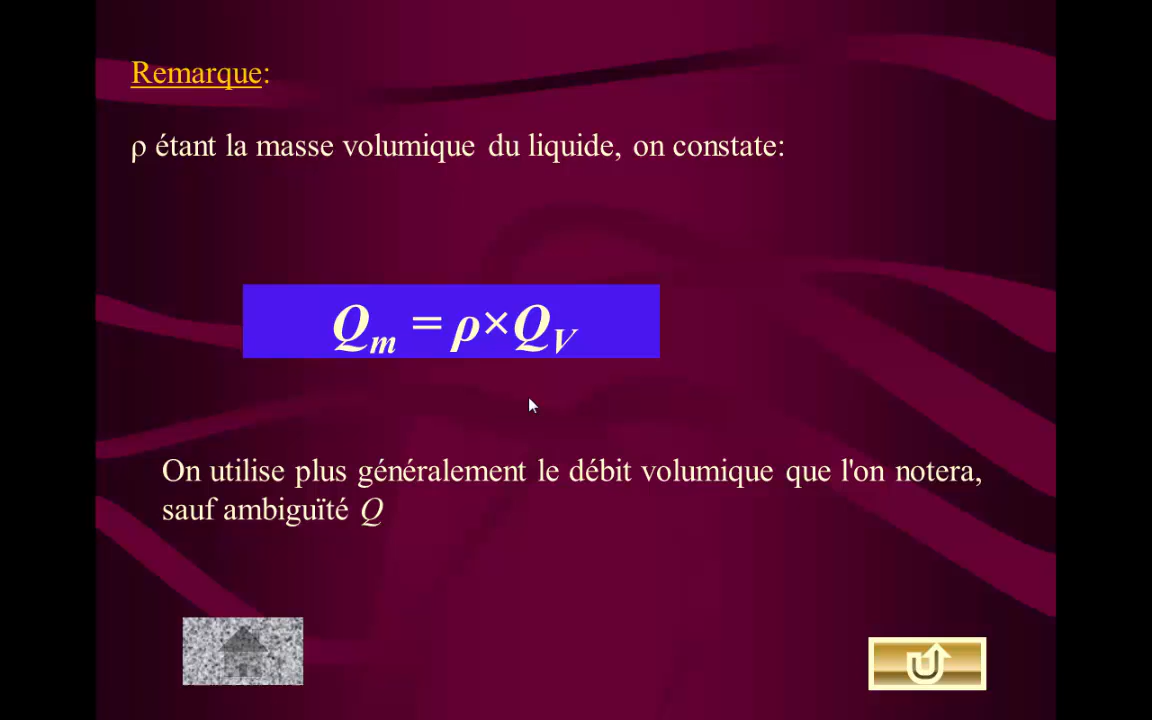 Remarque:
ρ étant la masse volumique du liquide, on constate:
Qm = ρ×QV
On utilise plus généralement le débit volumique que l'on notera,
sauf ambiguïté Q